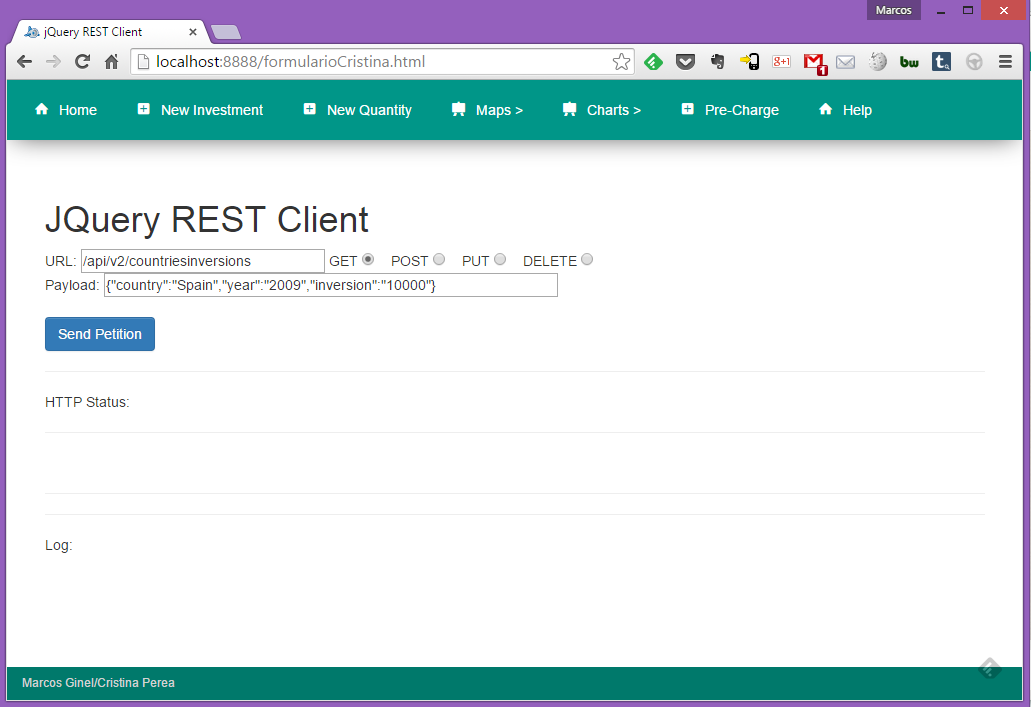 Marcos
jQuery REST Client
localhost:8888/formularioCristina.html
g+1
1
bw
t.
Home New Investment New Quantity Maps > Charts > Pre-Charge Help
JQuery REST Client
URL: /api/v2/countriesinversions GET POST PUT DELETE
Payload: {"country":"Spain","year":"2009","inversion":"10000"}
Send Petition
HTTP Status:
Log:
Marcos Ginel/Cristina Perea